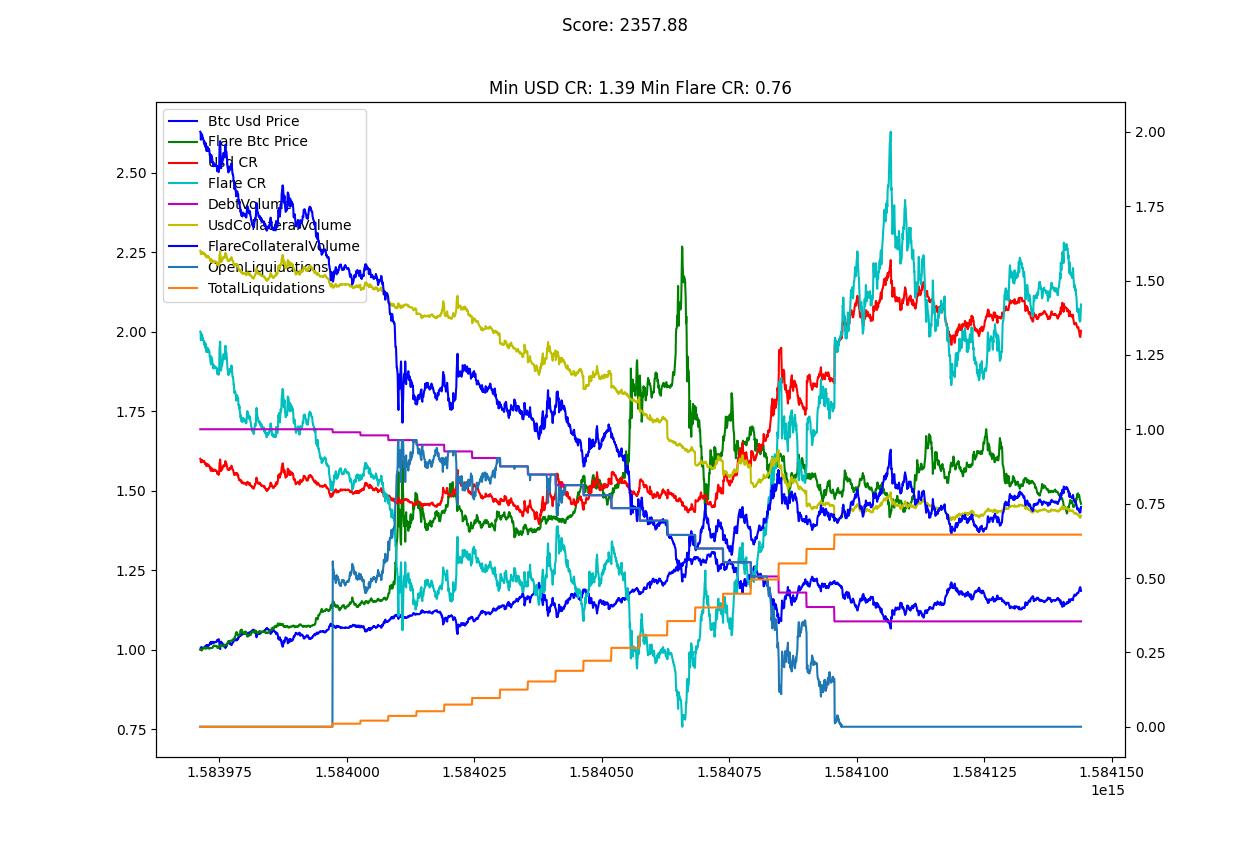 Score: 2357.88
Min USD CR: 1.39 Min Flare CR: 0.76
Btc Usd Price
Flare Btc Price
Usd CR
Flare CR
DebtVolume
UsdCollateralVolume
FlareCollateralVolume
OpenLiquidations
TotalLiquidations
2.50
2.25
2.00
1.75
1.50
1.25
1.00
0.75
2.00
1.75
1.50
1.25
1.00
0.75
0.50
0.25
0.00
1.583975 1.584000 1.584025 1.584050 1.584075 1.584100 1.584125 1.584150
1e15